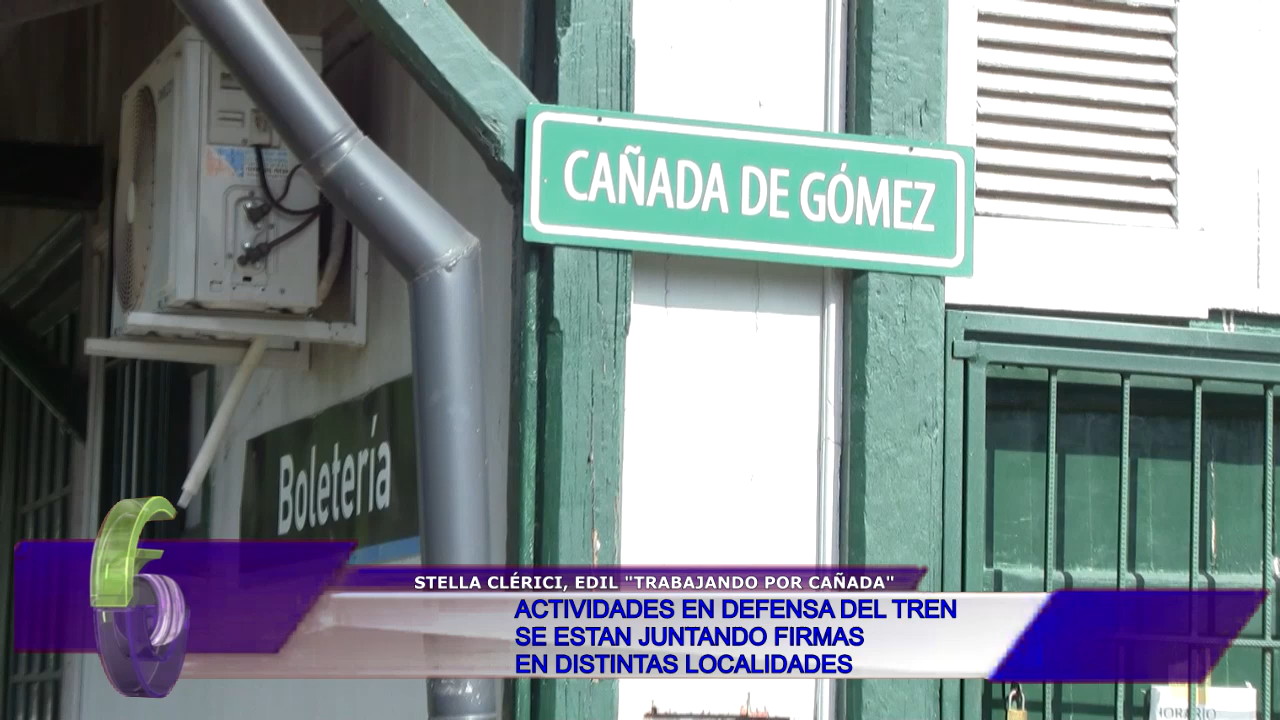 CAÑADA DE GÓMEZ
Boletería
STELLA CLÉRICI, EDIL "TRABAJANDO POR CAÑADA"
ACTIVIDADES EN DEFENSA DEL TREN
SE ESTAN JUNTANDO FIRMAS
EN DISTINTAS LOCALIDADES
HORARIO